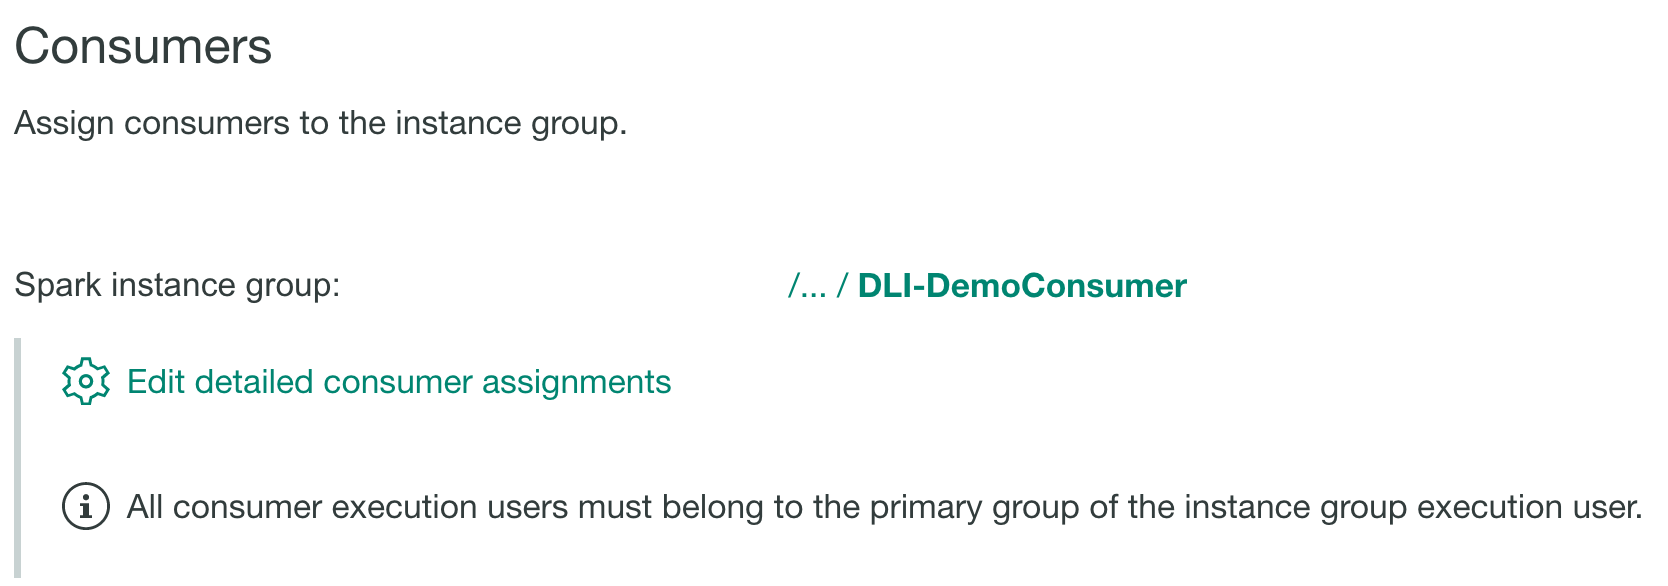 Consumers
Assign consumers to the instance group.
Spark instance group: /... / DLI-DemoConsumer
Edit detailed consumer assignments
All consumer execution users must belong to the primary group of the instance group execution user.